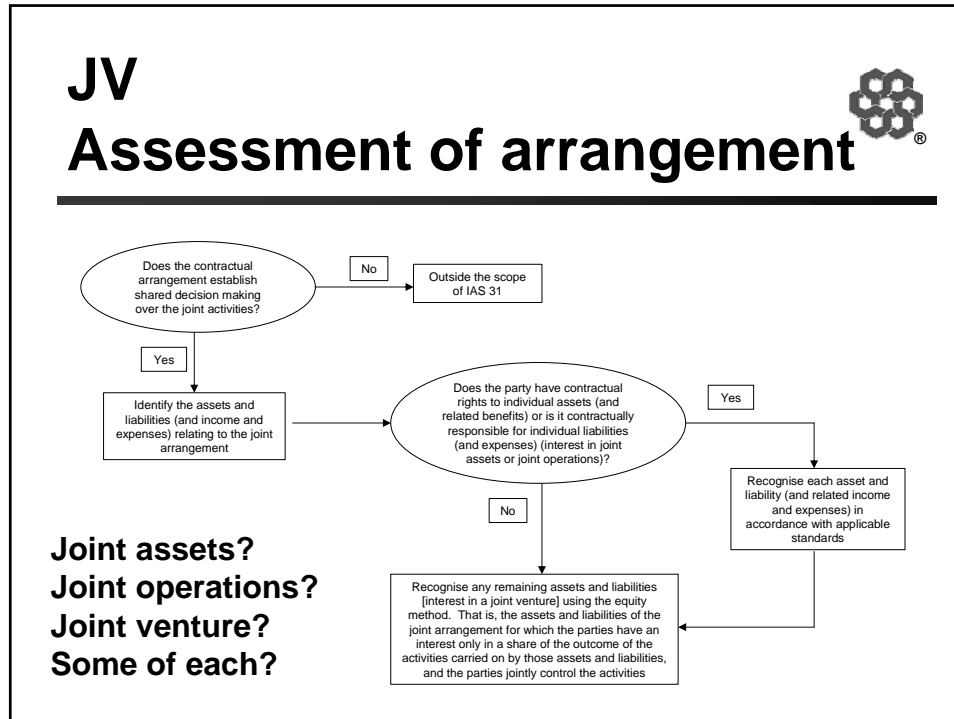 JV
Assessment of arrangement
®
Does the contractual
arrangement establish
shared decision making
over the joint activities?
No
Outside the scope
of IAS 31
Yes
Identify the assets and
liabilities (and income and
expenses) relating to the joint
arrangement
Does the party have contractual
rights to individual assets (and
related benefits) or is it contractually
responsible for individual liabilities
(and expenses) (interest in joint
assets or joint operations)?
Yes
Recognise each asset and
liability (and related income
and expenses) in
accordance with applicable
standards
No
Recognise any remaining assets and liabilities
[interest in a joint venture] using the equity
method.  That is, the assets and liabilities of the
joint arrangement for which the parties have an
interest only in a share of the outcome of the
activities carried on by those assets and liabilities,
and the parties jointly control the activities
Joint assets?
Joint operations?
Joint venture?
Some of each?